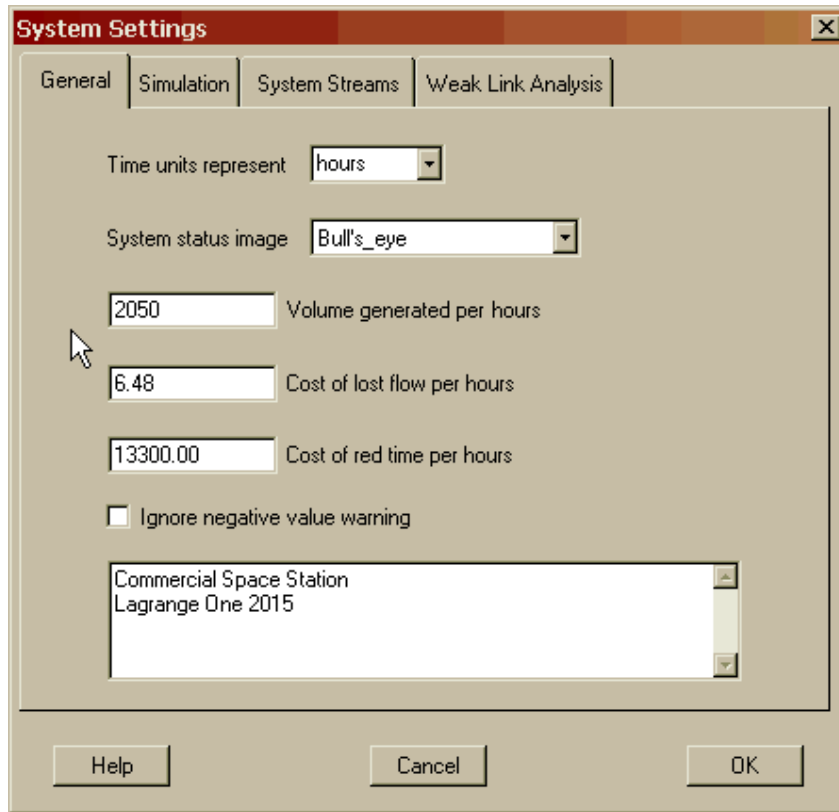 System Settings
General Simulation System Streams Weak Link Analysis
Time units represent hours
System status image Bull's_eye
2050 Volume generated per hours
6.48 Cost of lost flow per hours
13300.00 Cost of red time per hours
Ignore negative value warning
Commercial Space Station
Lagrange One 2015
Help Cancel OK